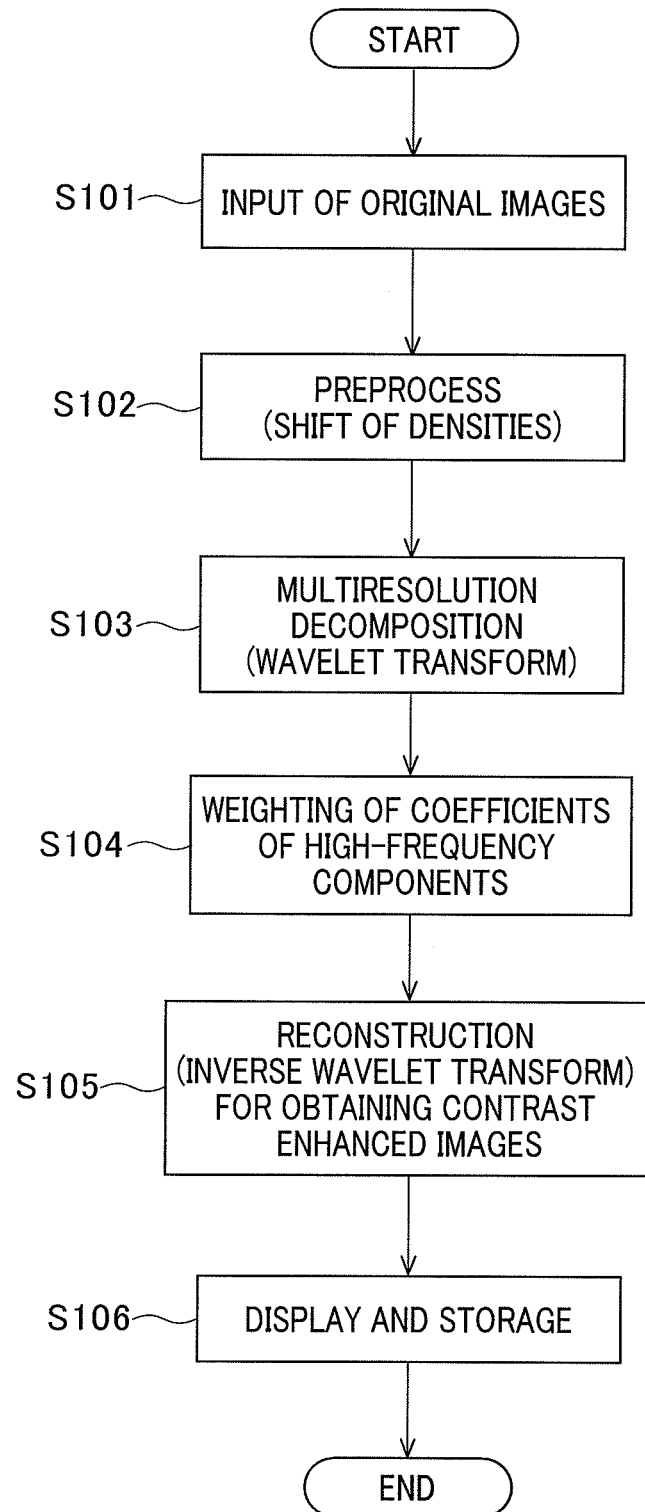 START
S101
INPUT OF ORIGINAL IMAGES
S102
PREPROCESS
(SHIFT OF DENSITIES)
S103
MULTIRESOLUTION
DECOMPOSITION
(WAVELET TRANSFORM)
S104
WEIGHTING OF COEFFICIENTS
OF HIGH-FREQUENCY
COMPONENTS
S105
RECONSTRUCTION
(INVERSE WAVELET TRANSFORM)
FOR OBTAINING CONTRAST
ENHANCED IMAGES
S106
DISPLAY AND STORAGE
END